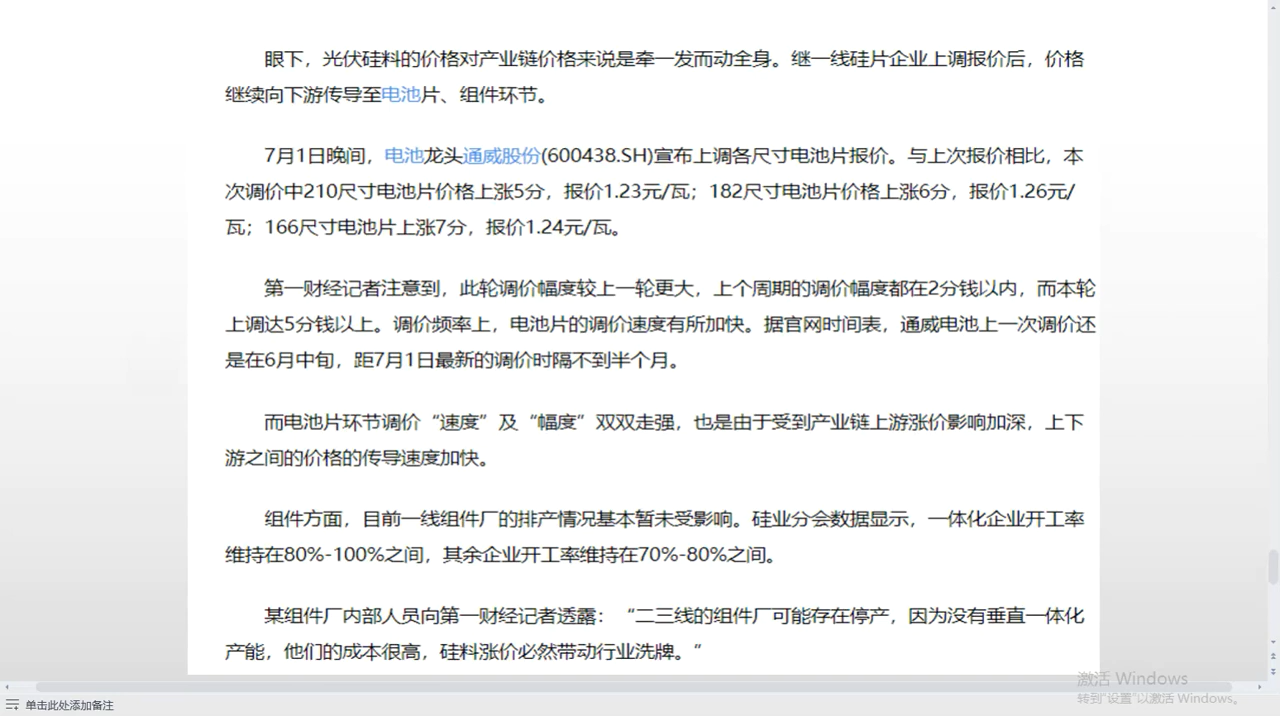 眼下，光伏硅料的价格对产业链价格来说是牵一发而动全身。继一线硅片企业上调报价后，价格
继续向下游传导至电池片、组件环节。
7月1日晚间，电池龙头通威股份(600438.SH)宣布上调各尺寸电池片报价。与上次报价相比，本
次调价中210尺寸电池片价格上涨5分，报价1.23元/瓦；182尺寸电池片价格上涨6分，报价1.26元/
瓦；166尺寸电池片上涨7分，报价1.24元/瓦。
第一财经记者注意到，此轮调价幅度较上一轮更大，上个周期的调价幅度都在2分钱以内，而本轮
上调达5分钱以上。调价频率上，电池片的调价速度有所加快。据官网时间表，通威电池上一次调价还
是在6月中旬，距7月1日最新的调价时隔不到半个月。
而电池片环节调价“速度”及“幅度”双双走强，也是由于受到产业链上游涨价影响加深，上下
游之间的价格的传导速度加快。
组件方面，目前一线组件厂的排产情况基本暂未受影响。硅业分会数据显示，一体化企业开工率
维持在80%-100%之间，其余企业开工率维持在70%-80%之间。
某组件厂内部人员向第一财经记者透露：“二三线的组件厂可能存在停产，因为没有垂直一体化
产能，他们的成本很高，硅料涨价必然带动行业洗牌。”
激活 Windows
转到“设置”以激活 Windows。
单击此处添加备注